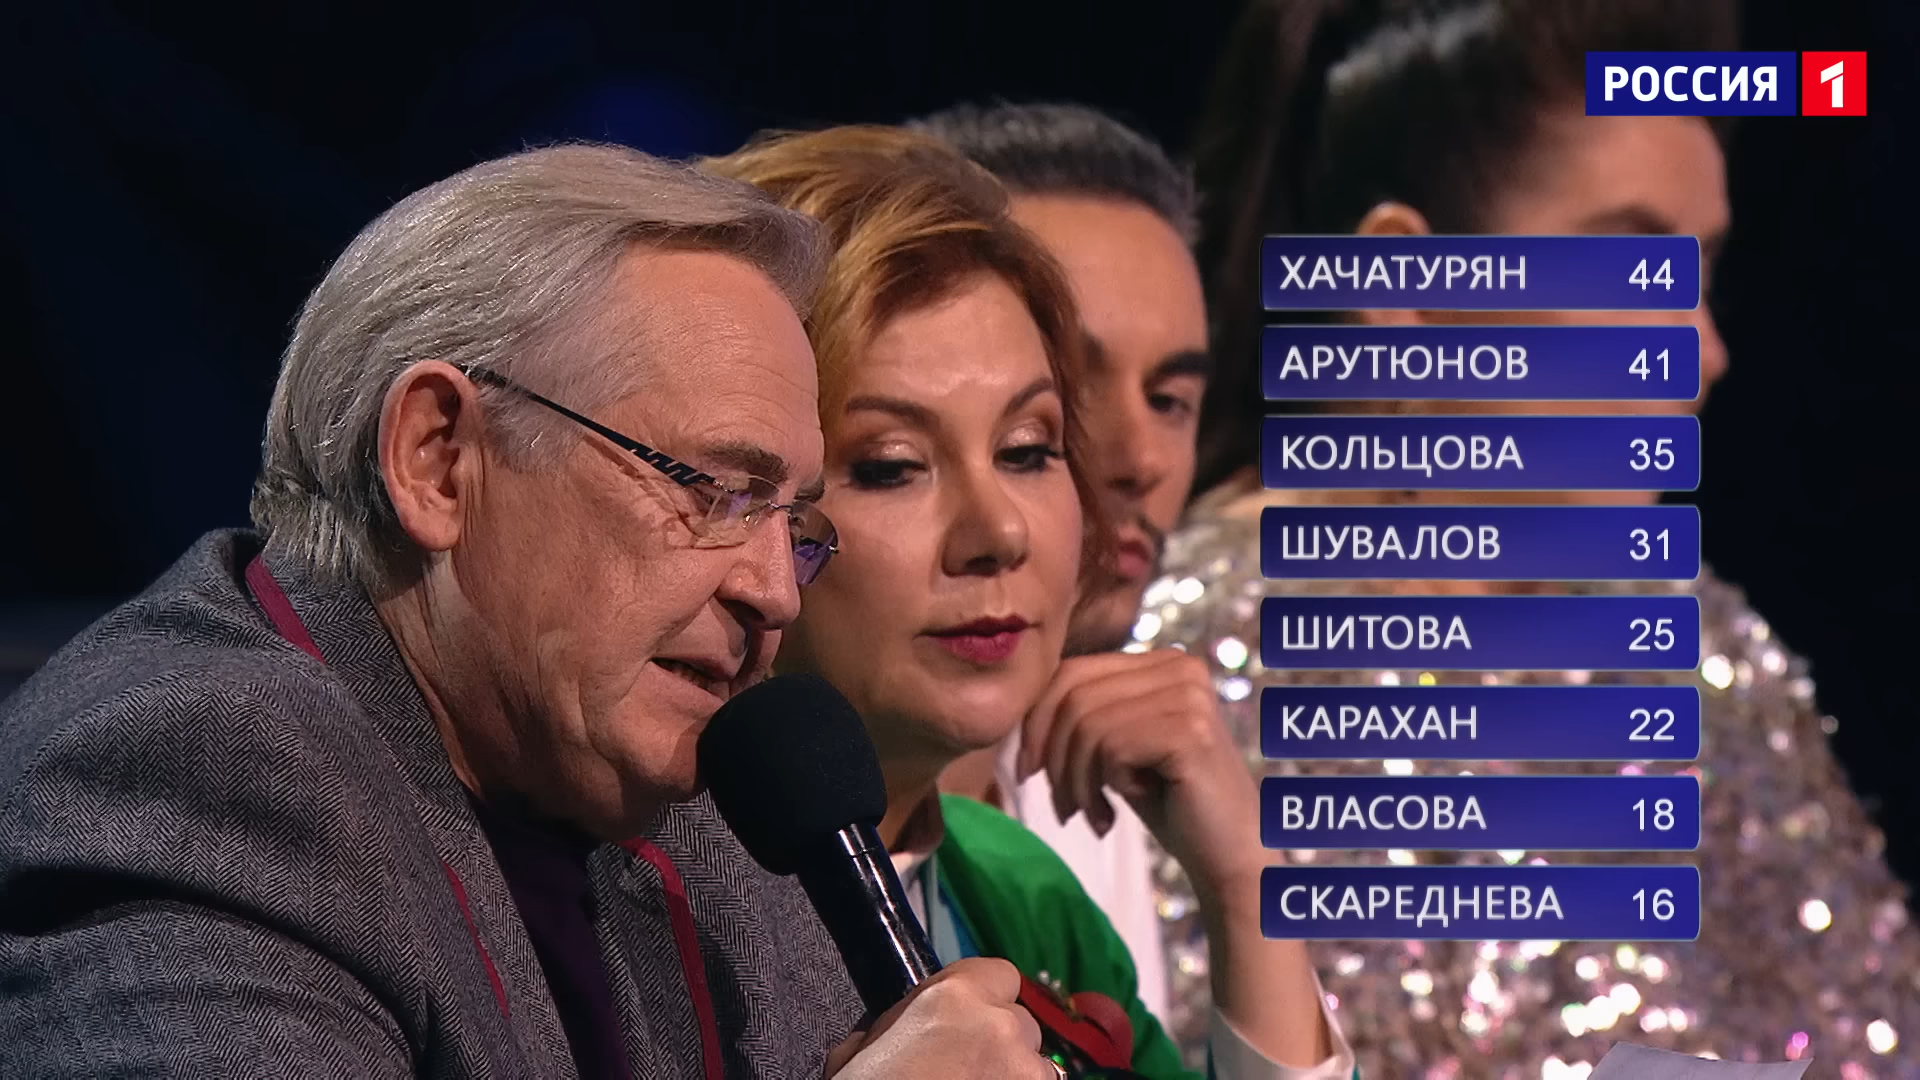 РОССИЯ 1
ХАЧАТУРЯН 44
АРУТЮНОВ 41
КОЛЬЦОВА 35
ШУВАЛОВ 31
ШИТОВА 25
КАРАХАН 22
ВЛАСОВА 18
СКАРЕДНЕВА 16